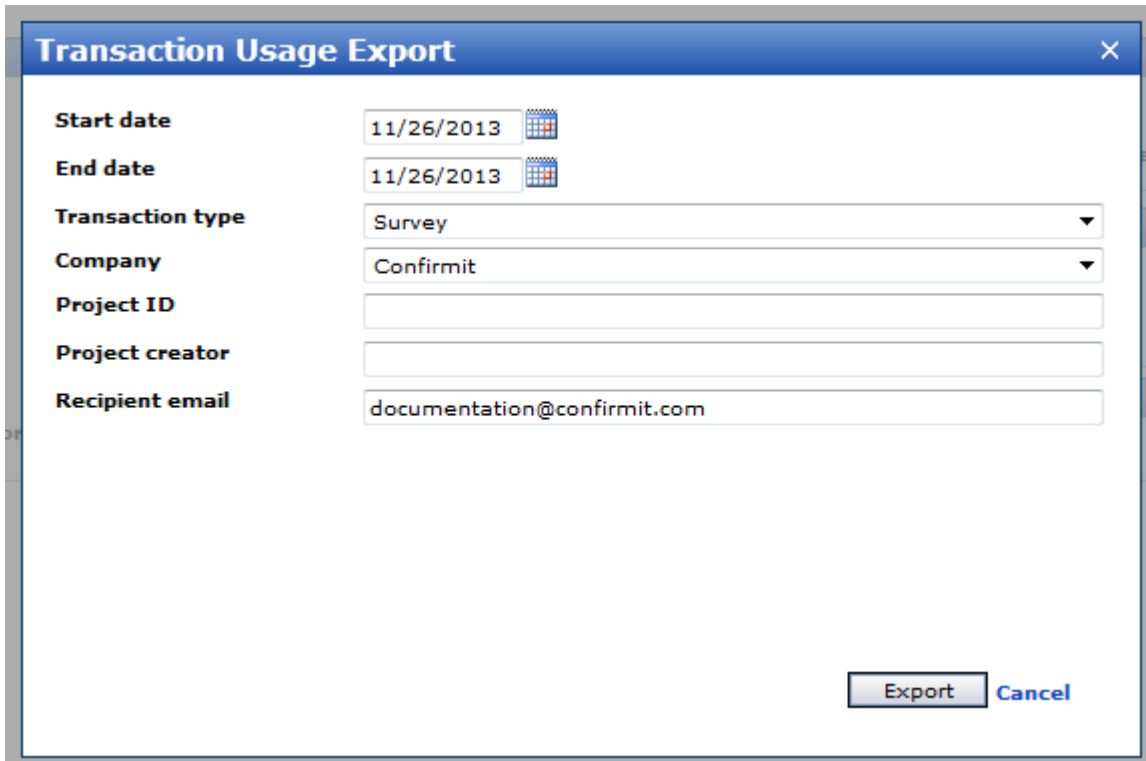 Transaction Usage Export
Start date 11/26/2013
End date 11/26/2013
Transaction type Survey
Company Confirmit
Project ID
Project creator
Recipient email documentation@confirmit.com
or
Export Cancel